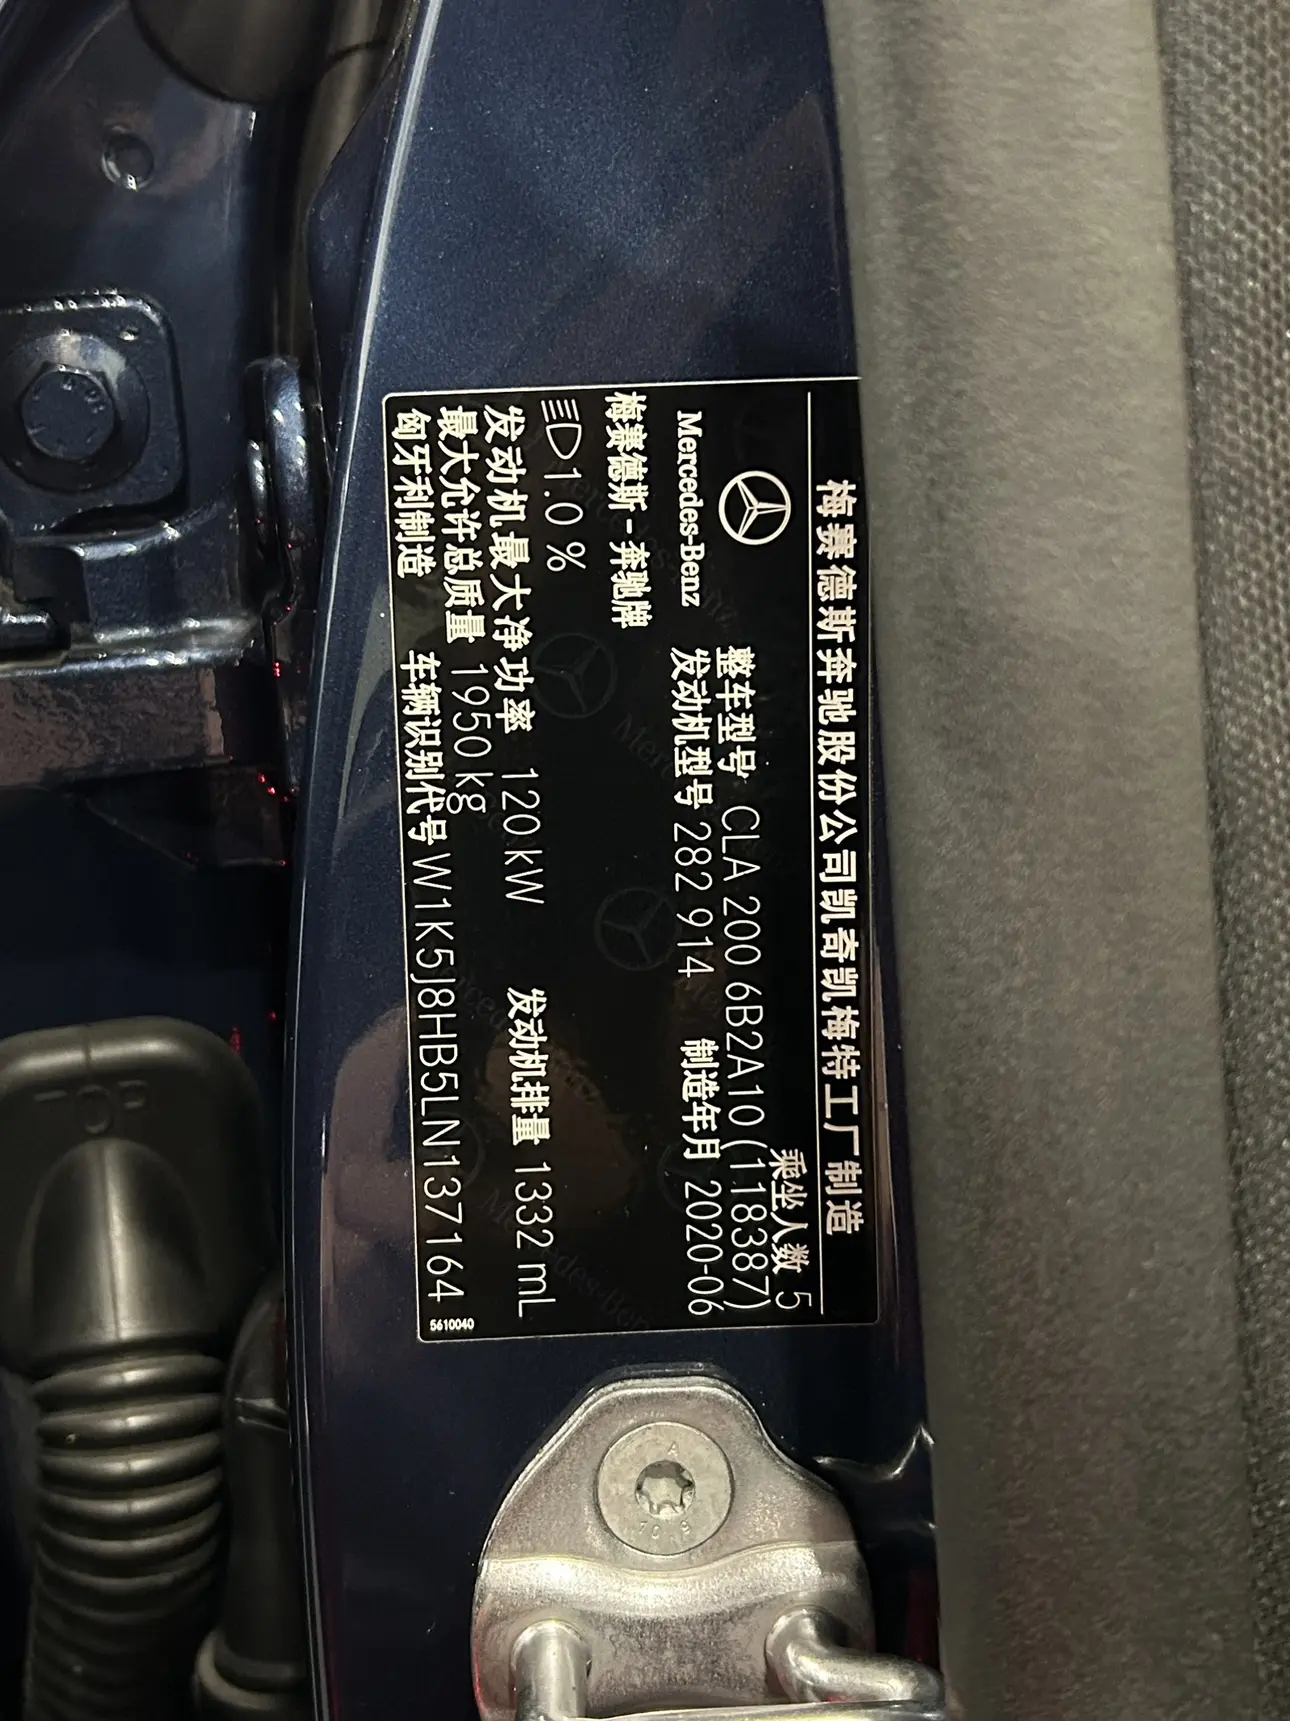 梅赛德斯奔驰股份公司凯奇凯梅特工厂制造
乘坐人数 5
Mercedes-Benz
整车型号 CLA 200 6B2A10(118387)
发动机型号 282 914
制造年月 2020-06
梅赛德斯-奔驰牌
1.0 %
发动机最大净功率 120 kW
发动机排量 1332 mL
最大允许总质量 1950 kg
匈牙利制造
车辆识别代号 W1K5J8HB5LN137164
5610040
TOP
A
10 9